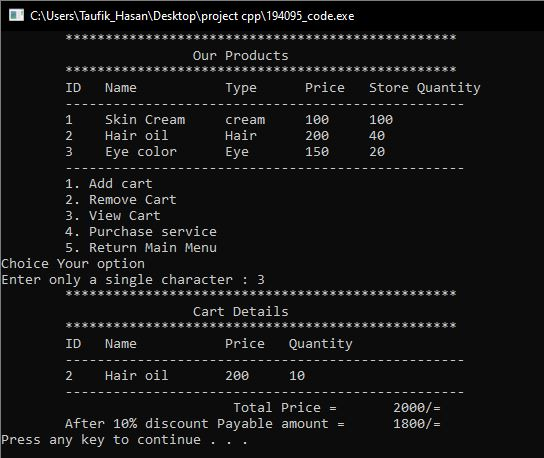 C:\Users\Taufik_Hasan\Desktop\project cpp\194095_code.exe
*************************************************
Our Products
*************************************************
ID Name Type Price Store Quantity
--------------------------------------------------
1 Skin Cream cream 100 100
2 Hair oil Hair 200 40
3 Eye color Eye 150 20
--------------------------------------------------
1. Add cart
2. Remove Cart
3. View Cart
4. Purchase service
5. Return Main Menu
Choice Your option
Enter only a single character : 3
*************************************************
Cart Details
*************************************************
ID Name Price Quantity
--------------------------------------------------
2 Hair oil 200 10
--------------------------------------------------
Total Price = 2000/=
After 10% discount Payable amount = 1800/=
Press any key to continue . . .